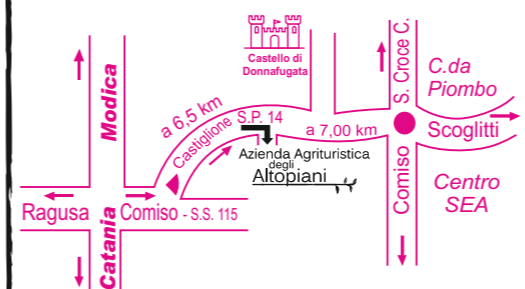 Castello di
Donnafugata
Modica
a 6,5 km
S.P. 14
Castiglione
a 7,00 km
S. Croce C.
C.da
Piombo
Scoglitti
Azienda Agrituristica
degli
Altopiani
Ragusa
Comiso - S.S. 115
Catania
Comiso
Centro
SEA